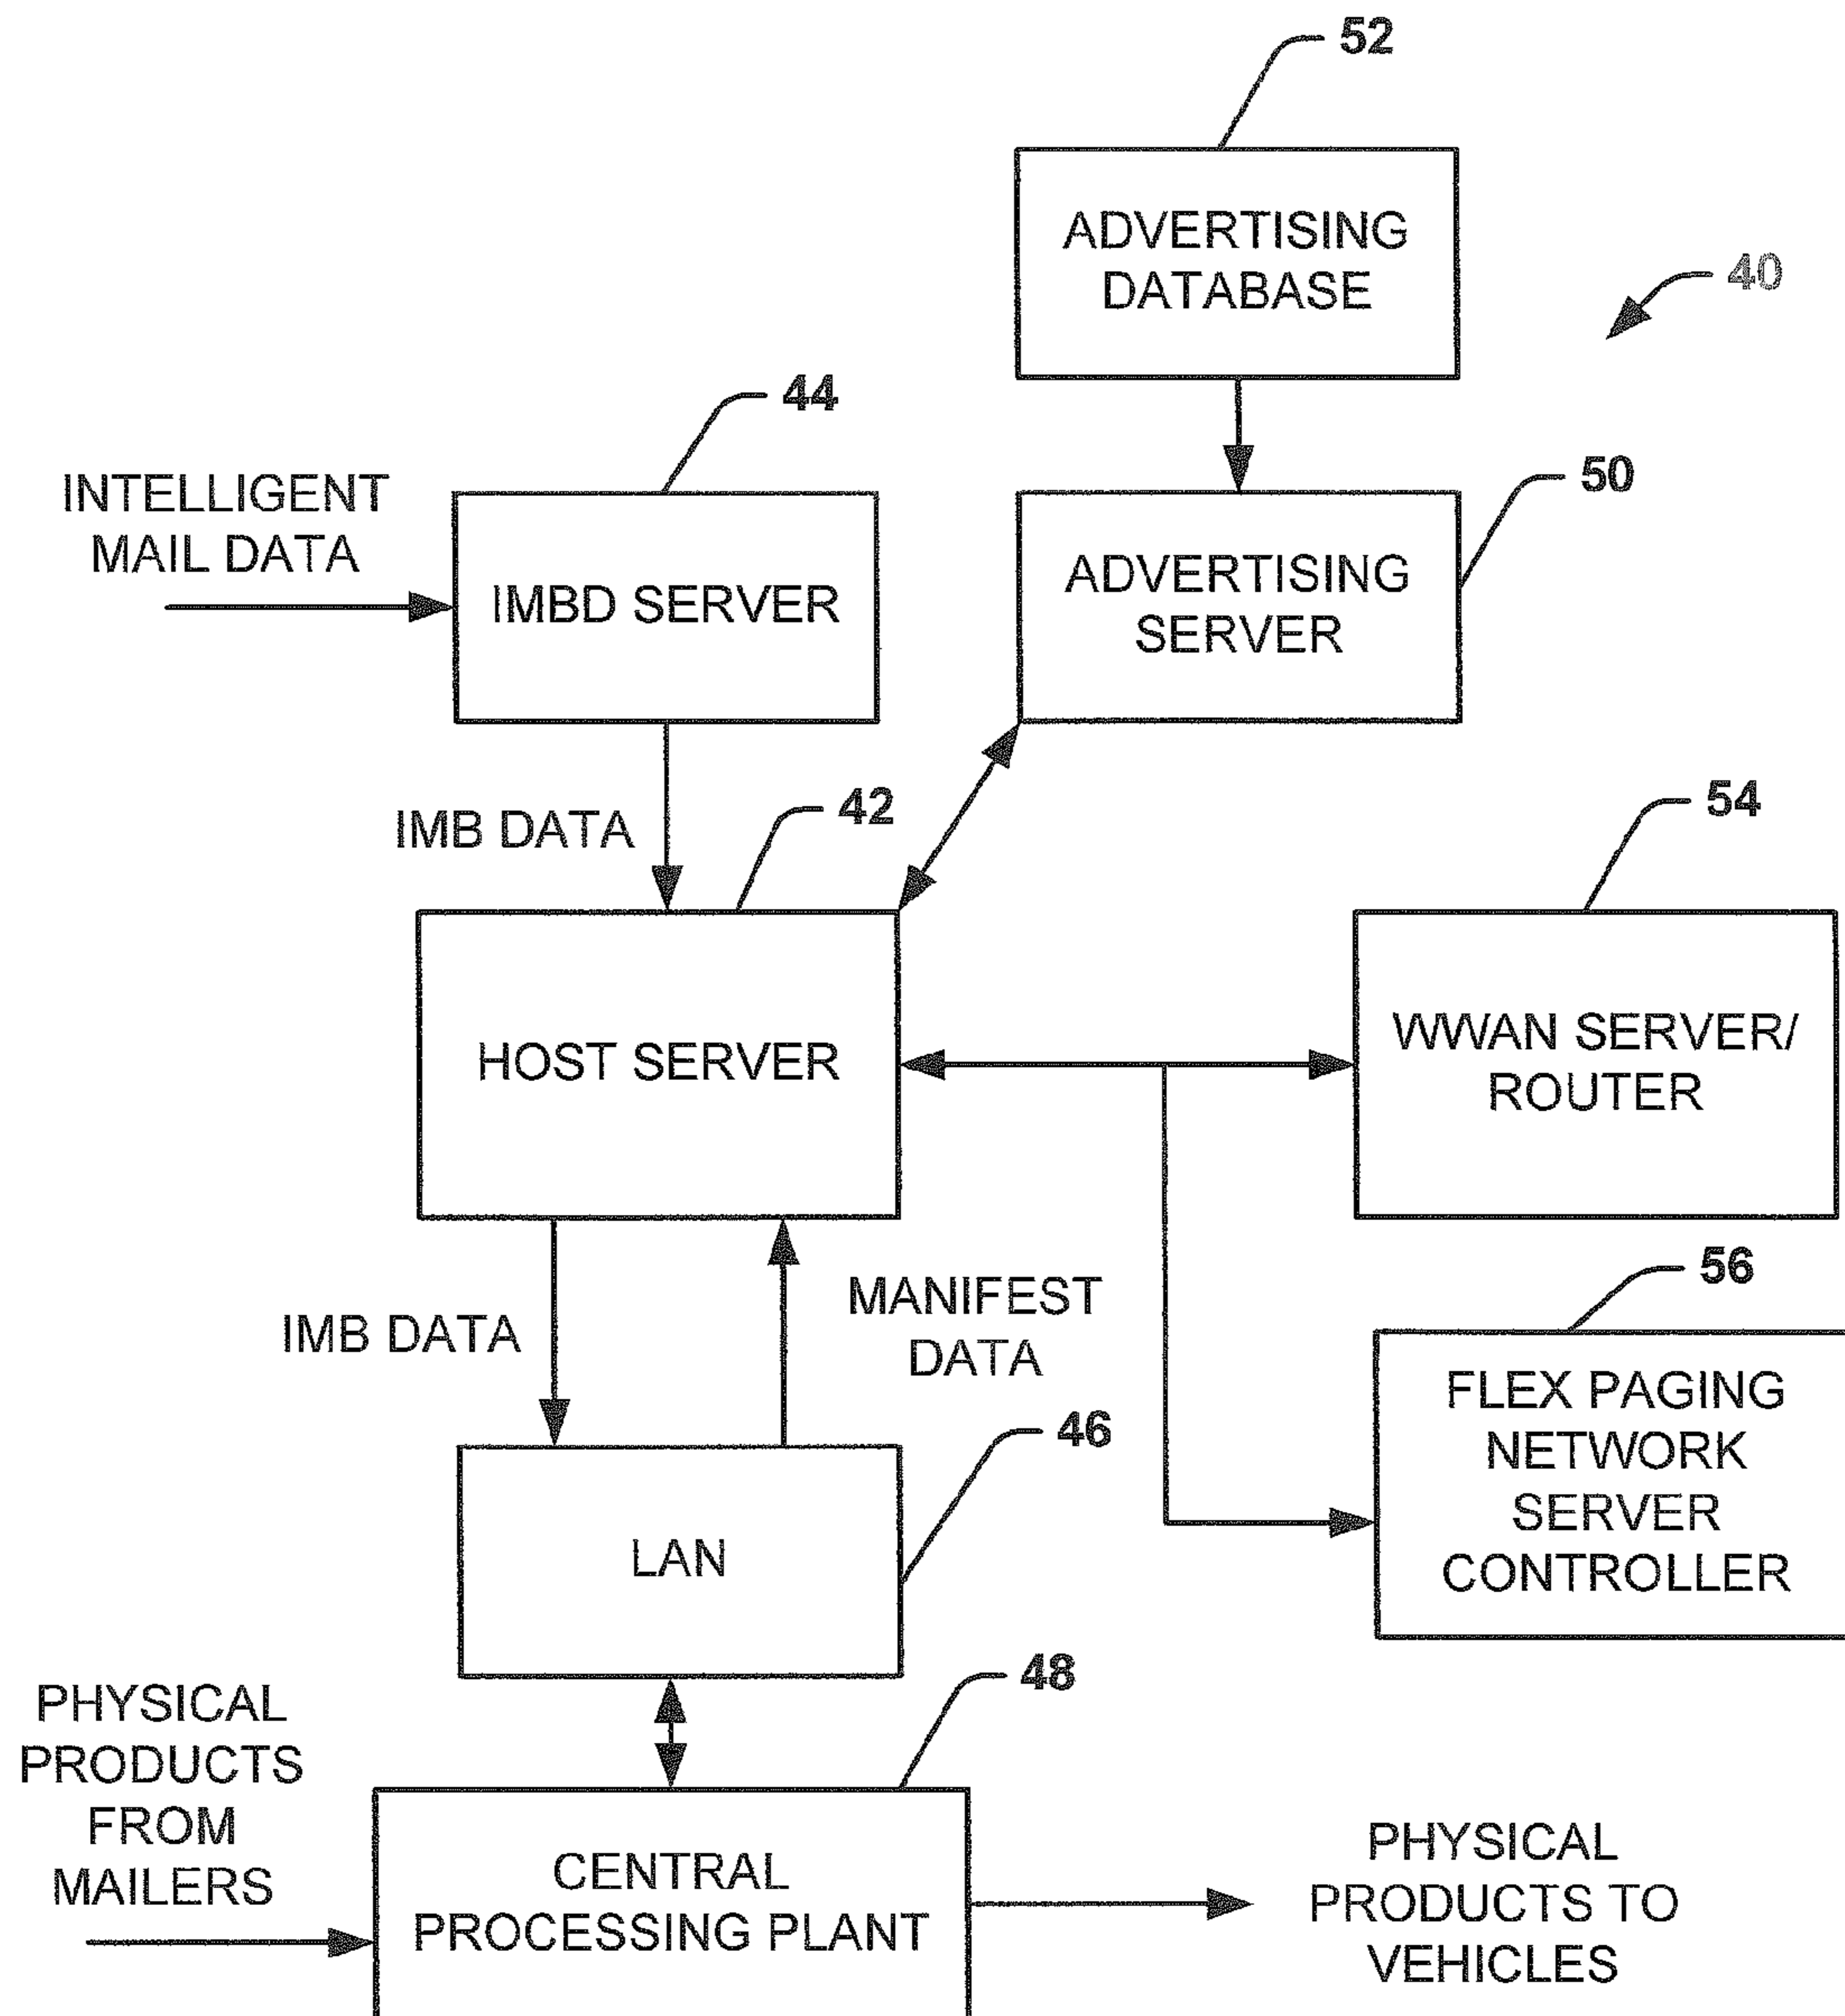 52
ADVERTISING
DATABASE
40
44
INTELLIGENT
MAIL DATA
IMBD SERVER
50
ADVERTISING
SERVER
IMB DATA
42
54
HOST SERVER
WWAN SERVER/
ROUTER
IMB DATA
MANIFEST
DATA
56
FLEX PAGING
NETWORK
SERVER
CONTROLLER
46
LAN
48
PHYSICAL
PRODUCTS
FROM
MAILERS
CENTRAL
PROCESSING PLANT
PHYSICAL
PRODUCTS TO
VEHICLES